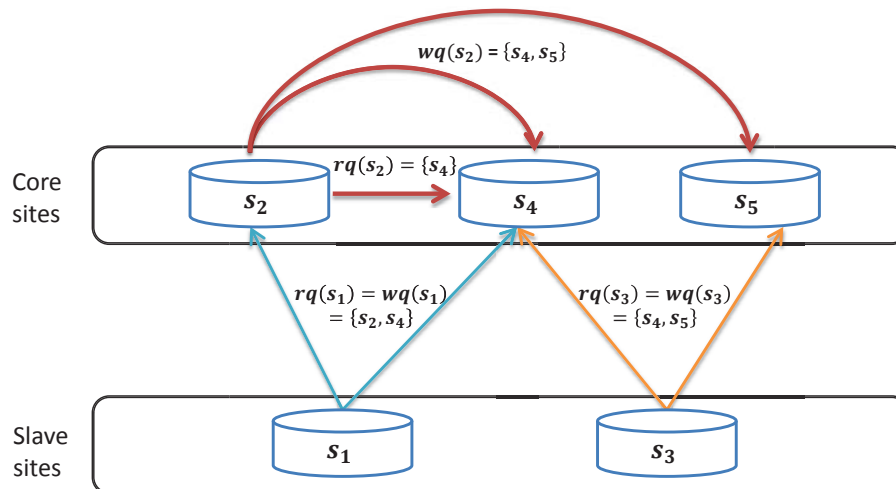 wq(s₂) = {s₄, s₅}
rq(s₂) = {s₄}
Core
sites
s₂
s₄
s₅
rq(s₁) = wq(s₁)
= {s₂, s₄}
rq(s₃) = wq(s₃)
= {s₄, s₅}
Slave
sites
s₁
s₃